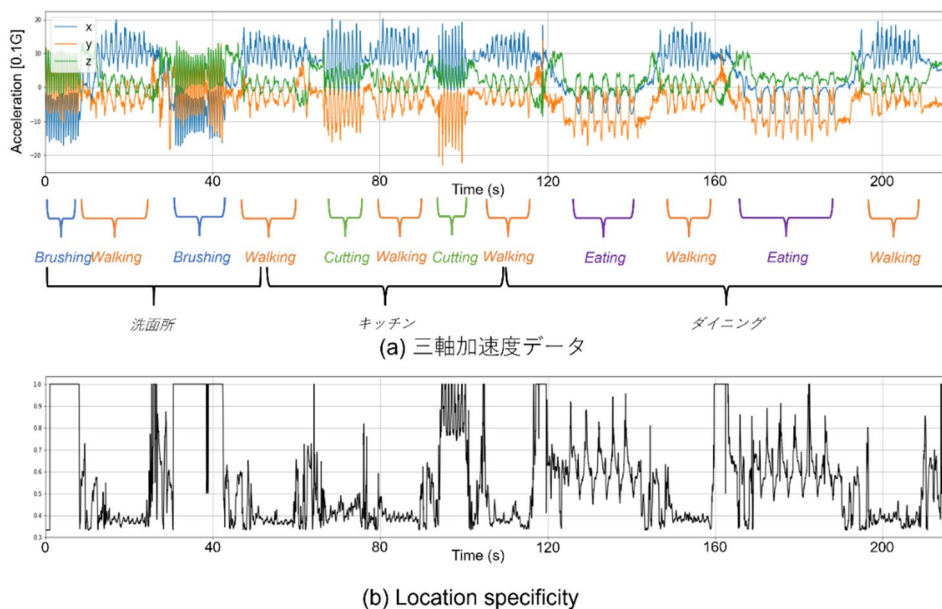 x
y
z
Acceleration [0.1G]
20
10
0
-10
-20
0 40 80 120 160 200
Time (s)
Brushing Walking Brushing Walking Cutting Walking Cutting Walking Eating Walking Eating Walking
洗面所 キッチン ダイニング
(a) 三軸加速度データ
1.0
0.9
0.8
0.7
0.6
0.5
0.4
0.3
0 40 80 120 160 200
Time (s)
(b) Location specificity